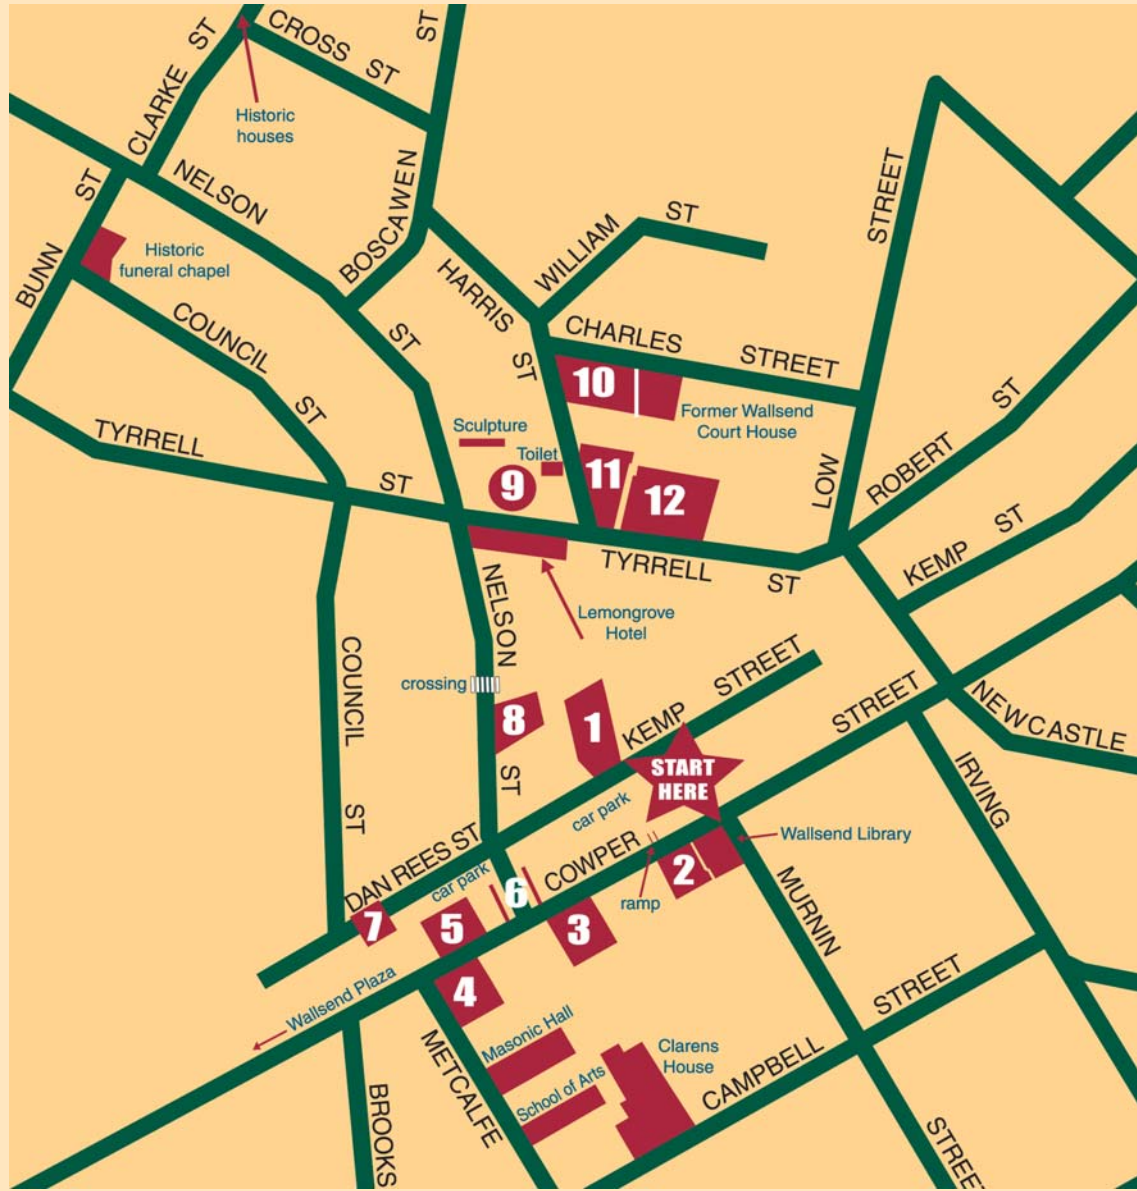 CROSS ST
ST
CLARKE ST
Historic
houses
NELSON
ST
BUNN ST
Historic
funeral chapel
BOSCAWEN
ST
WILLIAM ST
HARRIS
ST
COUNCIL
ST
CHARLES STREET
10
Former Wallsend
Court House
LOW
STREET
ROBERT ST
TYRRELL
ST
Sculpture
Toilet
9
11
12
KEMP ST
TYRRELL ST
Lemongrove
Hotel
NELSON
ST
COUNCIL
ST
crossing
8
1
KEMP STREET
START
HERE
car park
NEWCASTLE
IRVING
COWPER STREET
Wallsend Library
DAN REES ST
car park
6
2
ramp
MURNIN
STREET
7
5
3
4
Wallsend Plaza
Masonic Hall
School of Arts
Clarens
House
METCALFE
BROOKS
CAMPBELL STREET